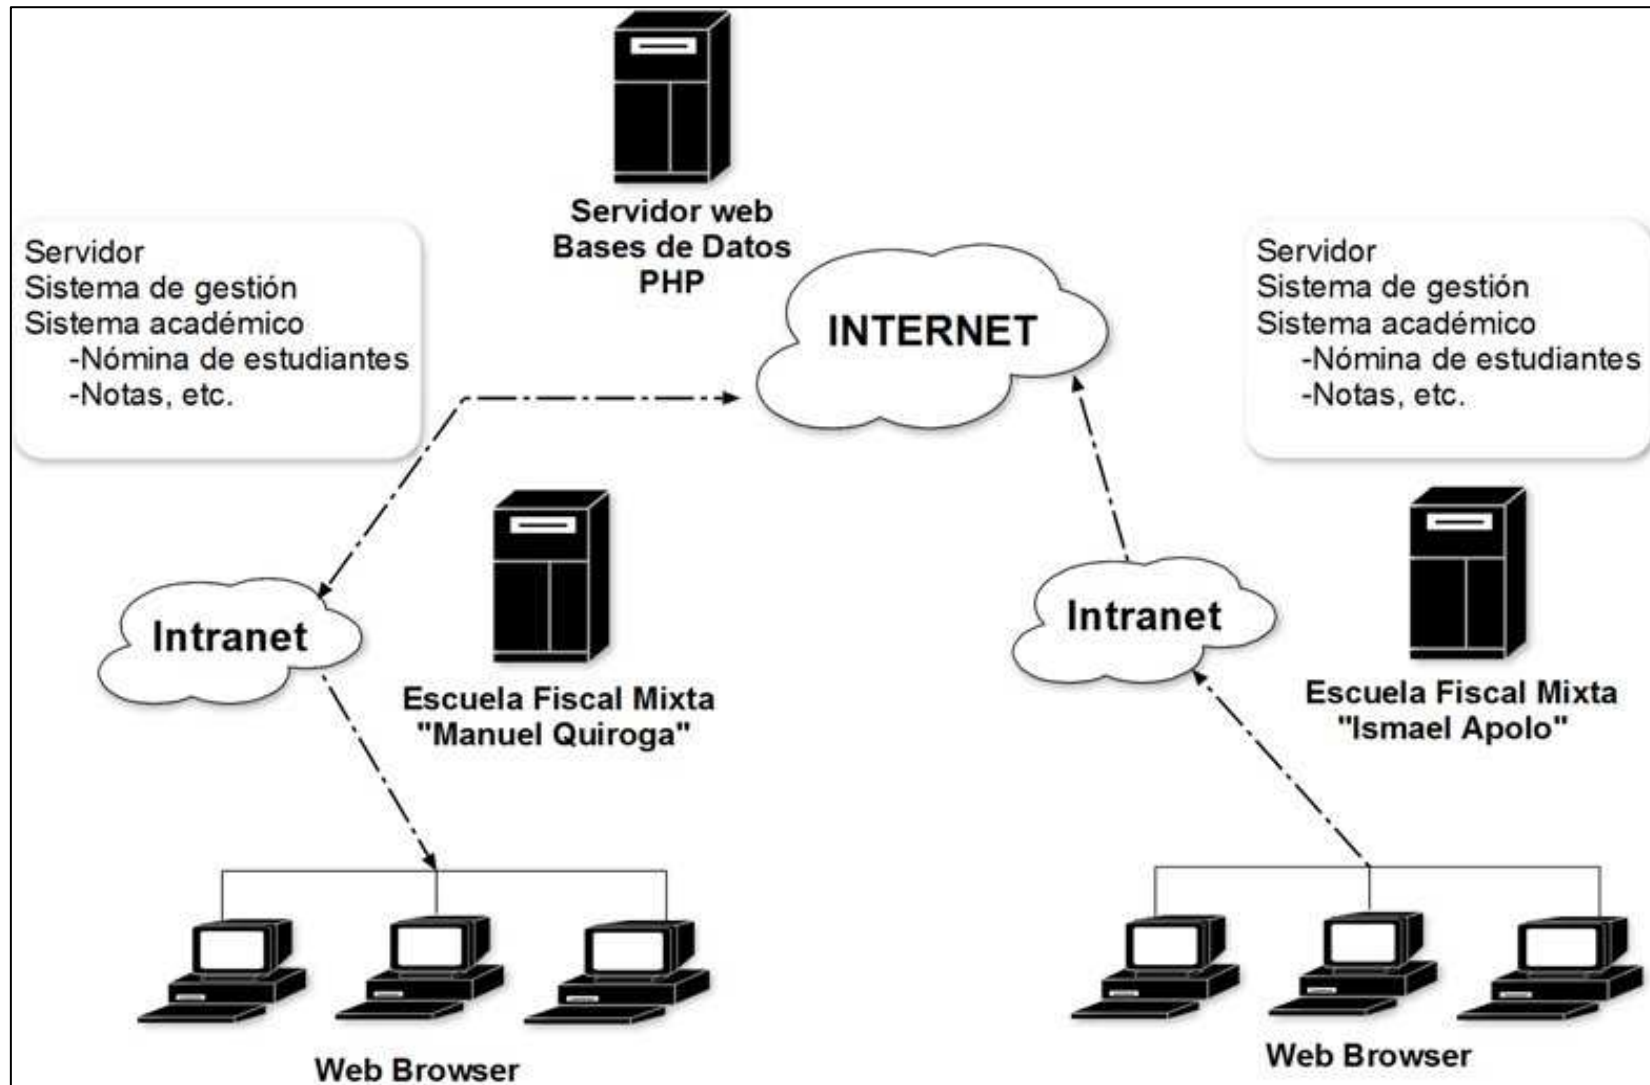 Servidor web
Bases de Datos
PHP
Servidor
Sistema de gestión
Sistema académico
-Nómina de estudiantes
-Notas, etc.
INTERNET
Servidor
Sistema de gestión
Sistema académico
-Nómina de estudiantes
-Notas, etc.
Intranet
Escuela Fiscal Mixta
"Manuel Quiroga"
Intranet
Escuela Fiscal Mixta
"Ismael Apolo"
Web Browser
Web Browser